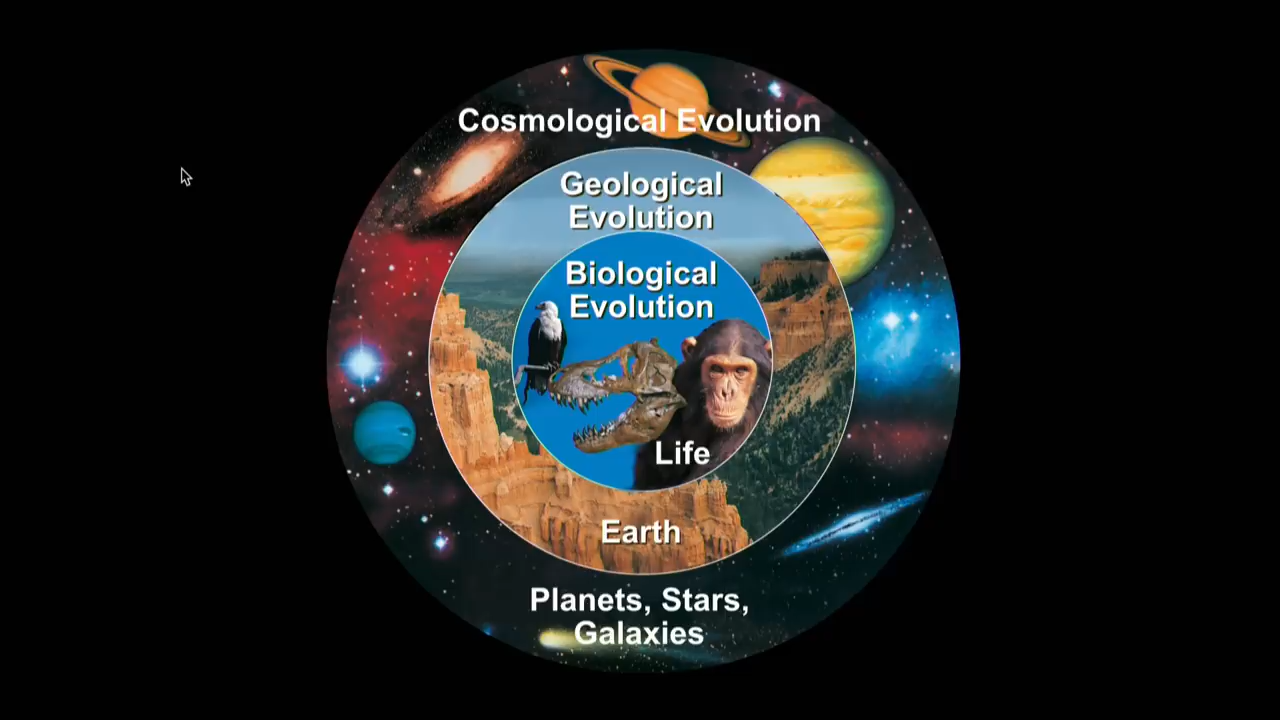 Cosmological Evolution
Geological
Evolution
Biological
Evolution
Life
Earth
Planets, Stars,
Galaxies